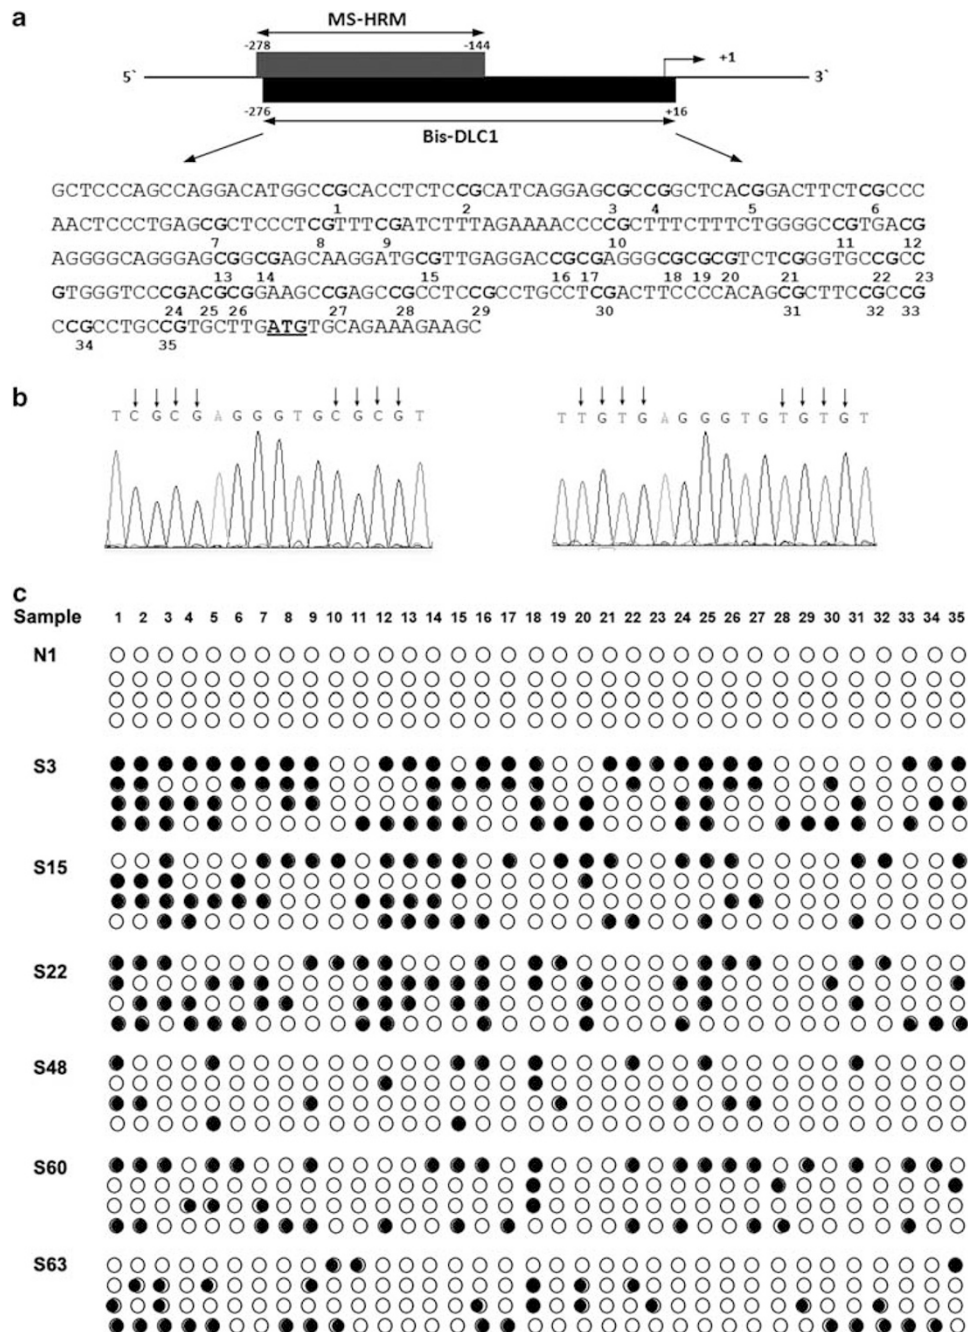 a
MS-HRM
-278 -144
+1
5` 3`
-276 +16
Bis-DLC1
GCTCCCAGCCAGGACATGGCCGCACCTCTCCGCATCAGGAGCGCCGGCTCACGGACTTCTCGCCC
1 2 3 4 5 6
AACTCCCTGAGCGCTCCCTCGTTTCGATCTTTAGAAAACCCCGCTTTCTTTCTGGGGCCGTGACG
7 8 9 10 11 12
AGGGGCAGGGAGCGGCGAGCAAGGATGCGTTGAGGACCGCGAGGGCGCGCGTCTCGGGTGCCGCC
13 14 15 16 17 18 19 20 21 22 23
GTGGGTCCCGACGCGGAAGCCGAGCCGCCTCCGCCTGCCTCGACTTCCCCACAGCGCTTCCGCCG
24 25 26 27 28 29 30 31 32 33
CCGCCTGCCGTGCTTGATGTGCAGAAAGAAGC
34 35
b
T C G C G A G G G T G C G C G T
T T G T G A G G G T G T G T G T
c
Sample 1 2 3 4 5 6 7 8 9 10 11 12 13 14 15 16 17 18 19 20 21 22 23 24 25 26 27 28 29 30 31 32 33 34 35
N1
S3
S15
S22
S48
S60
S63